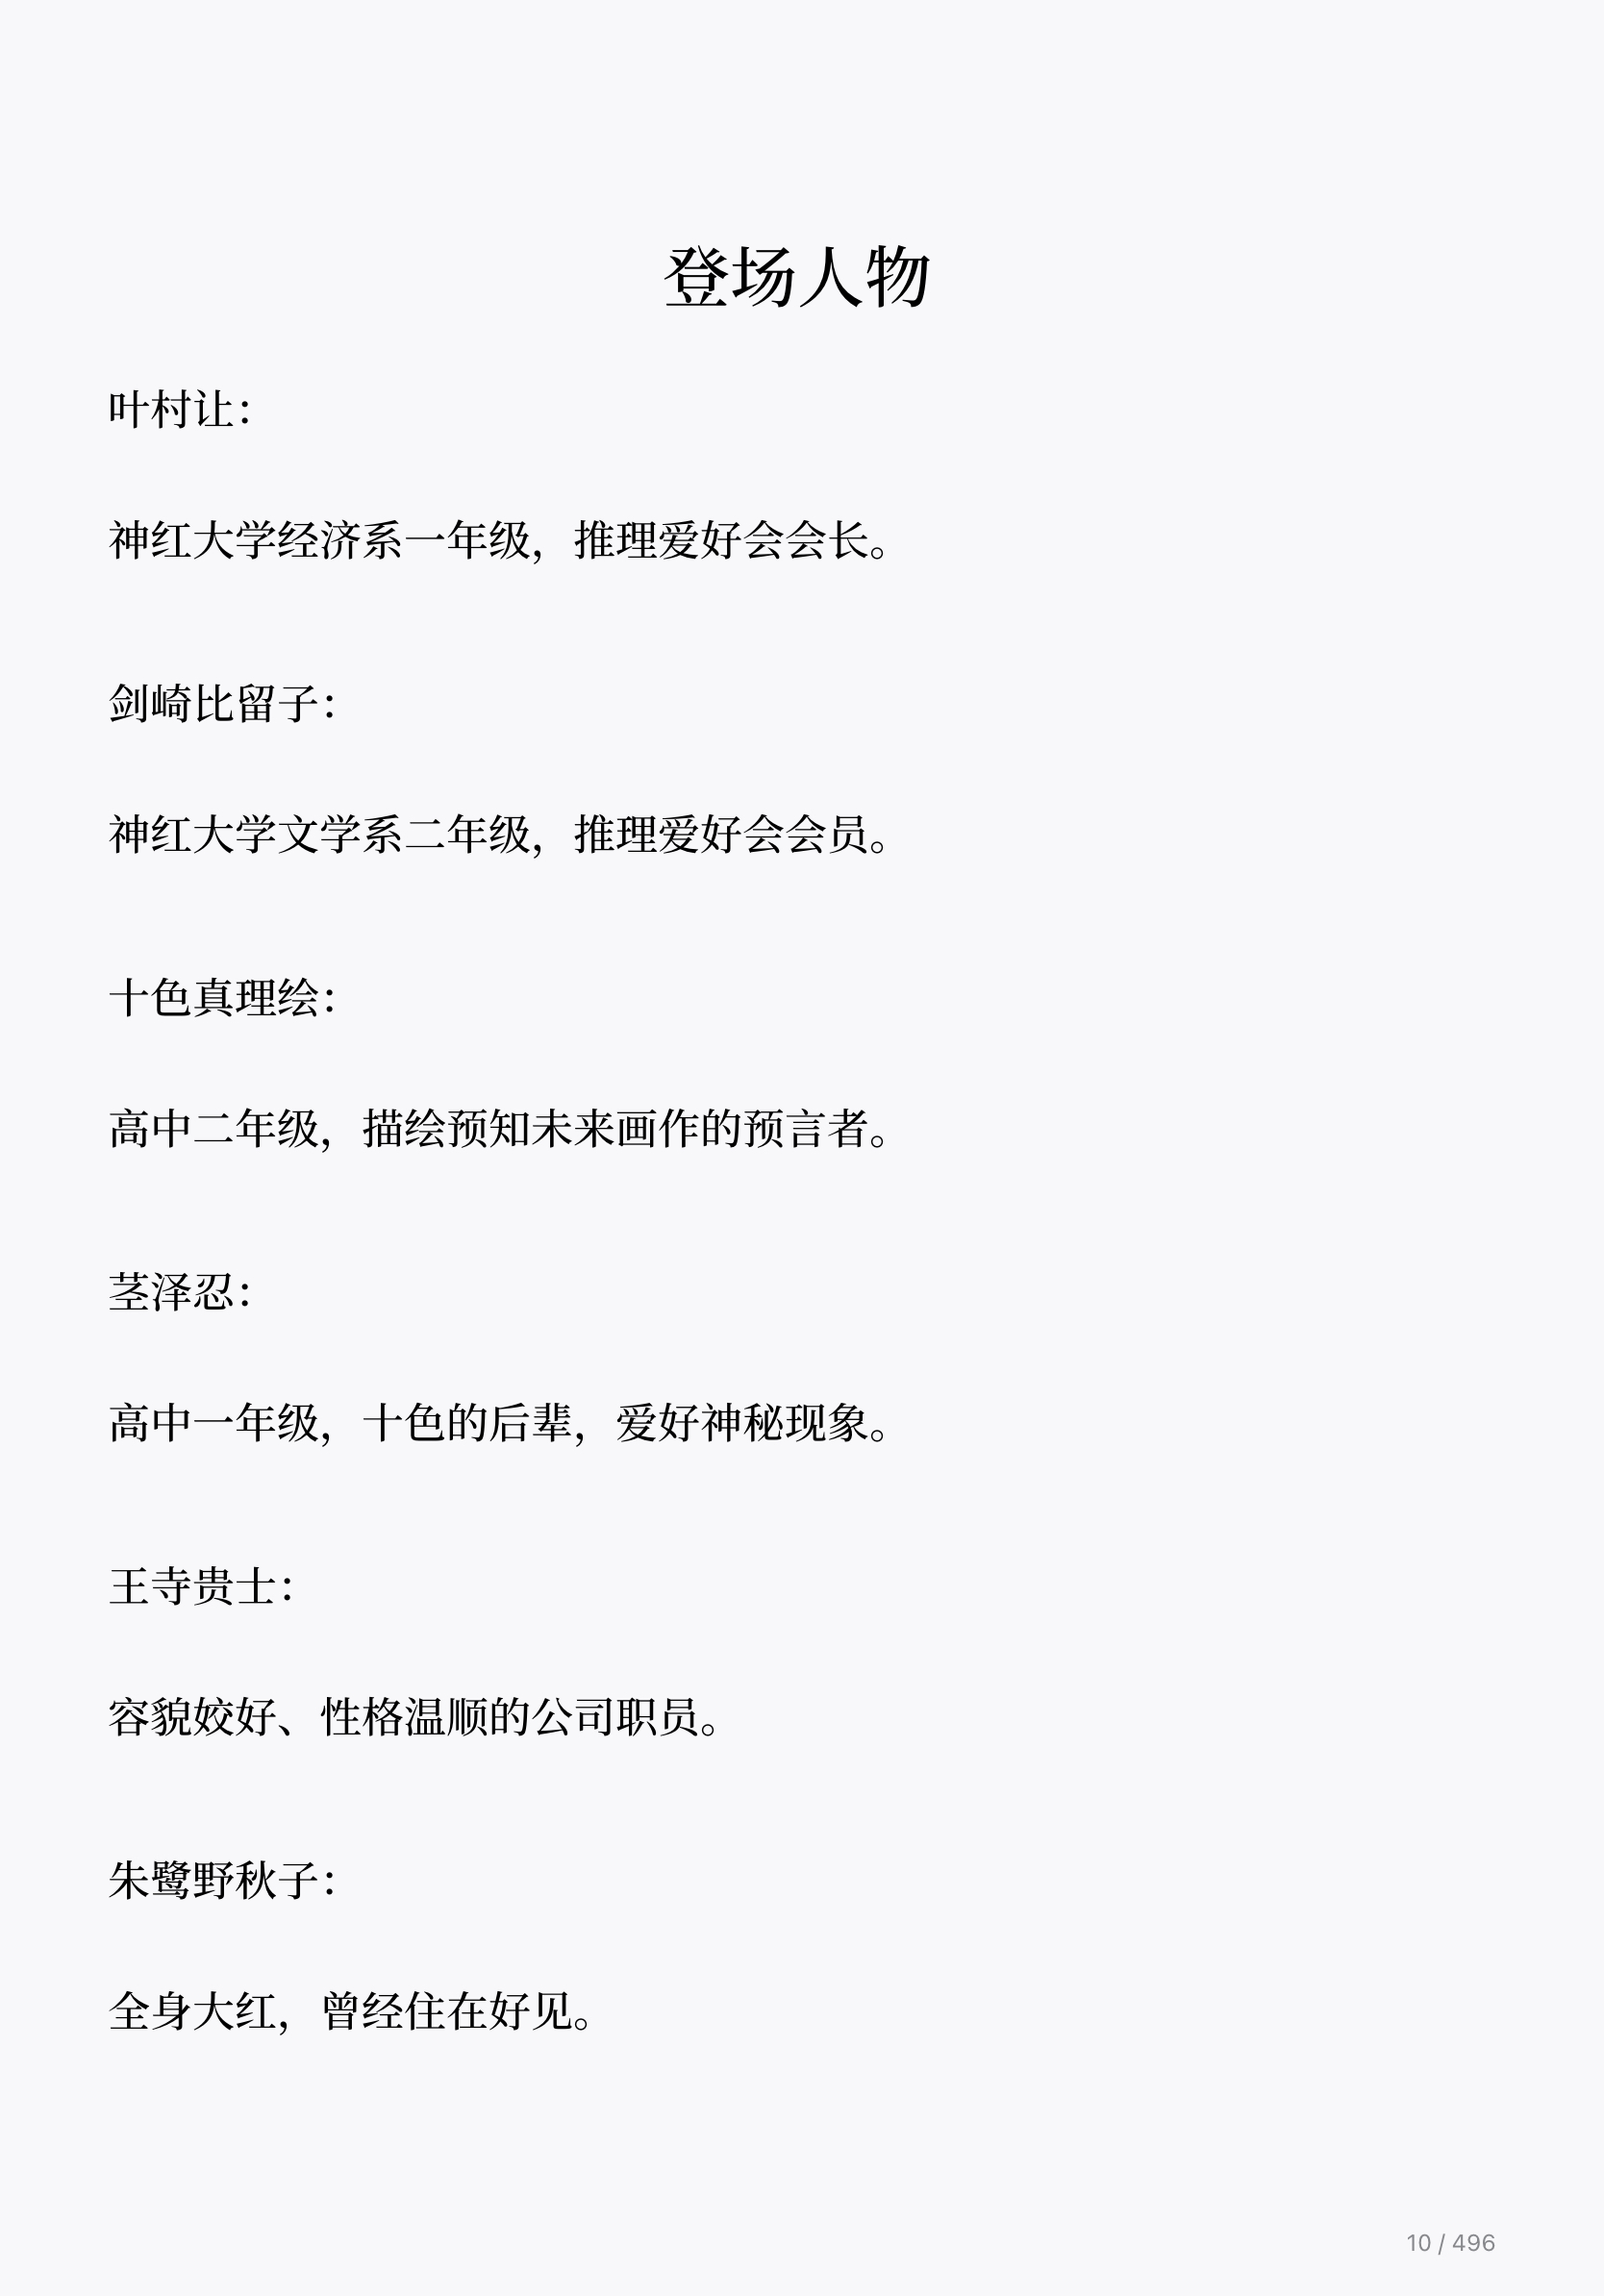 登场人物
叶村让：
神红大学经济系一年级，推理爱好会会长。
剑崎比留子：
神红大学文学系二年级，推理爱好会会员。
十色真理绘：
高中二年级，描绘预知未来画作的预言者。
茎泽忍：
高中一年级，十色的后辈，爱好神秘现象。
王寺贵士：
容貌姣好、性格温顺的公司职员。
朱鹭野秋子：
全身大红，曾经住在好见。
10 / 496